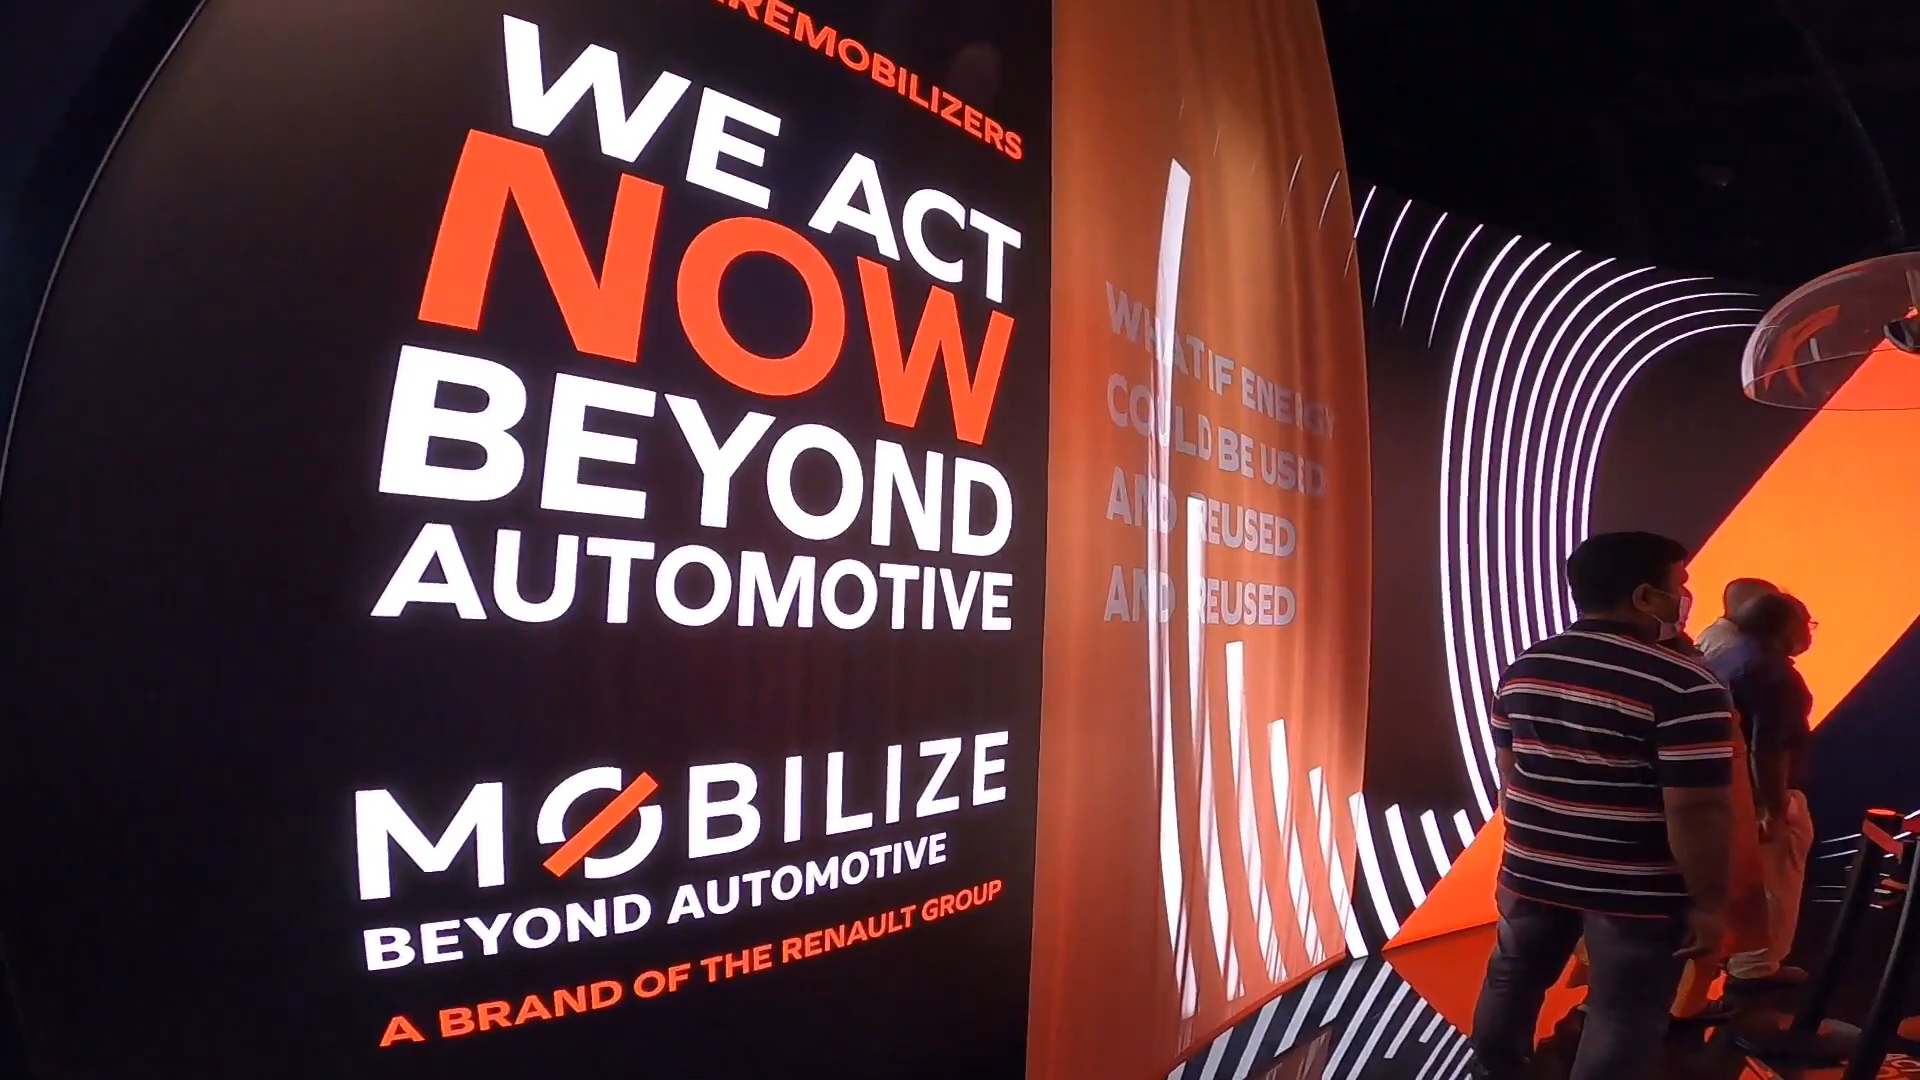 REMOBILIZERS
WE ACT
NOW
BEYOND
AUTOMOTIVE
MOBILIZE
BEYOND AUTOMOTIVE
A BRAND OF THE RENAULT GROUP
WHAT IF ENERGY
COULD BE USED
AND REUSED
AND REUSED